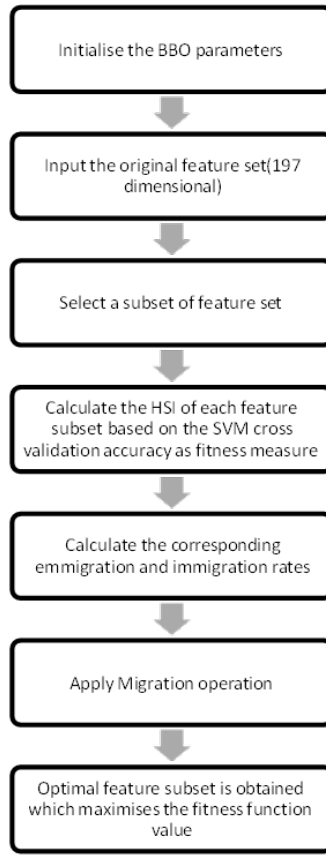 Initialise the BBO parameters
Input the original feature set(197
dimensional)
Select a subset of feature set
Calculate the HSI of each feature
subset based on the SVM cross
validation accuracy as fitness measure
Calculate the corresponding
emmigration and immigration rates
Apply Migration operation
Optimal feature subset is obtained
which maximises the fitness function
value